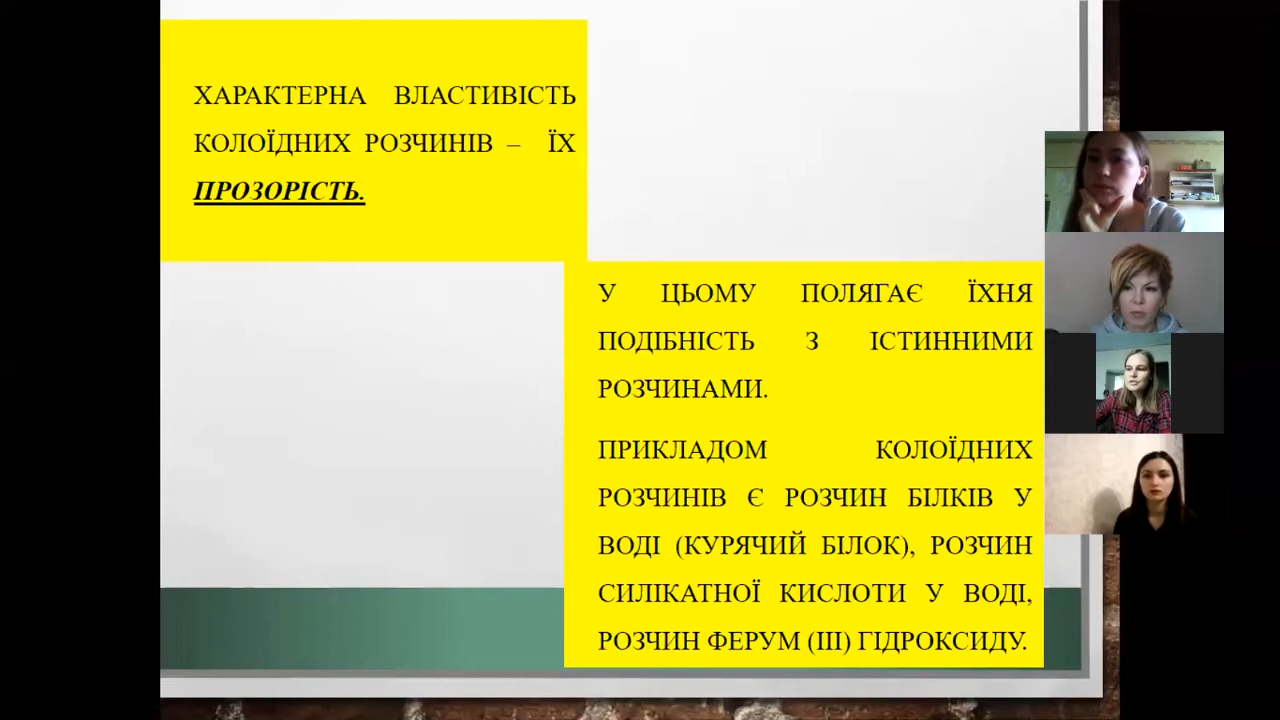 ХАРАКТЕРНА ВЛАСТИВІСТЬ
КОЛОЇДНИХ РОЗЧИНІВ – ЇХ
ПРОЗОРІСТЬ.
У ЦЬОМУ ПОЛЯГАЄ ЇХНЯ
ПОДІБНІСТЬ З ІСТИННИМИ
РОЗЧИНАМИ.
ПРИКЛАДОМ КОЛОЇДНИХ
РОЗЧИНІВ Є РОЗЧИН БІЛКІВ У
ВОДІ (КУРЯЧИЙ БІЛОК), РОЗЧИН
СИЛІКАТНОЇ КИСЛОТИ У ВОДІ,
РОЗЧИН ФЕРУМ (ІІІ) ГІДРОКСИДУ.